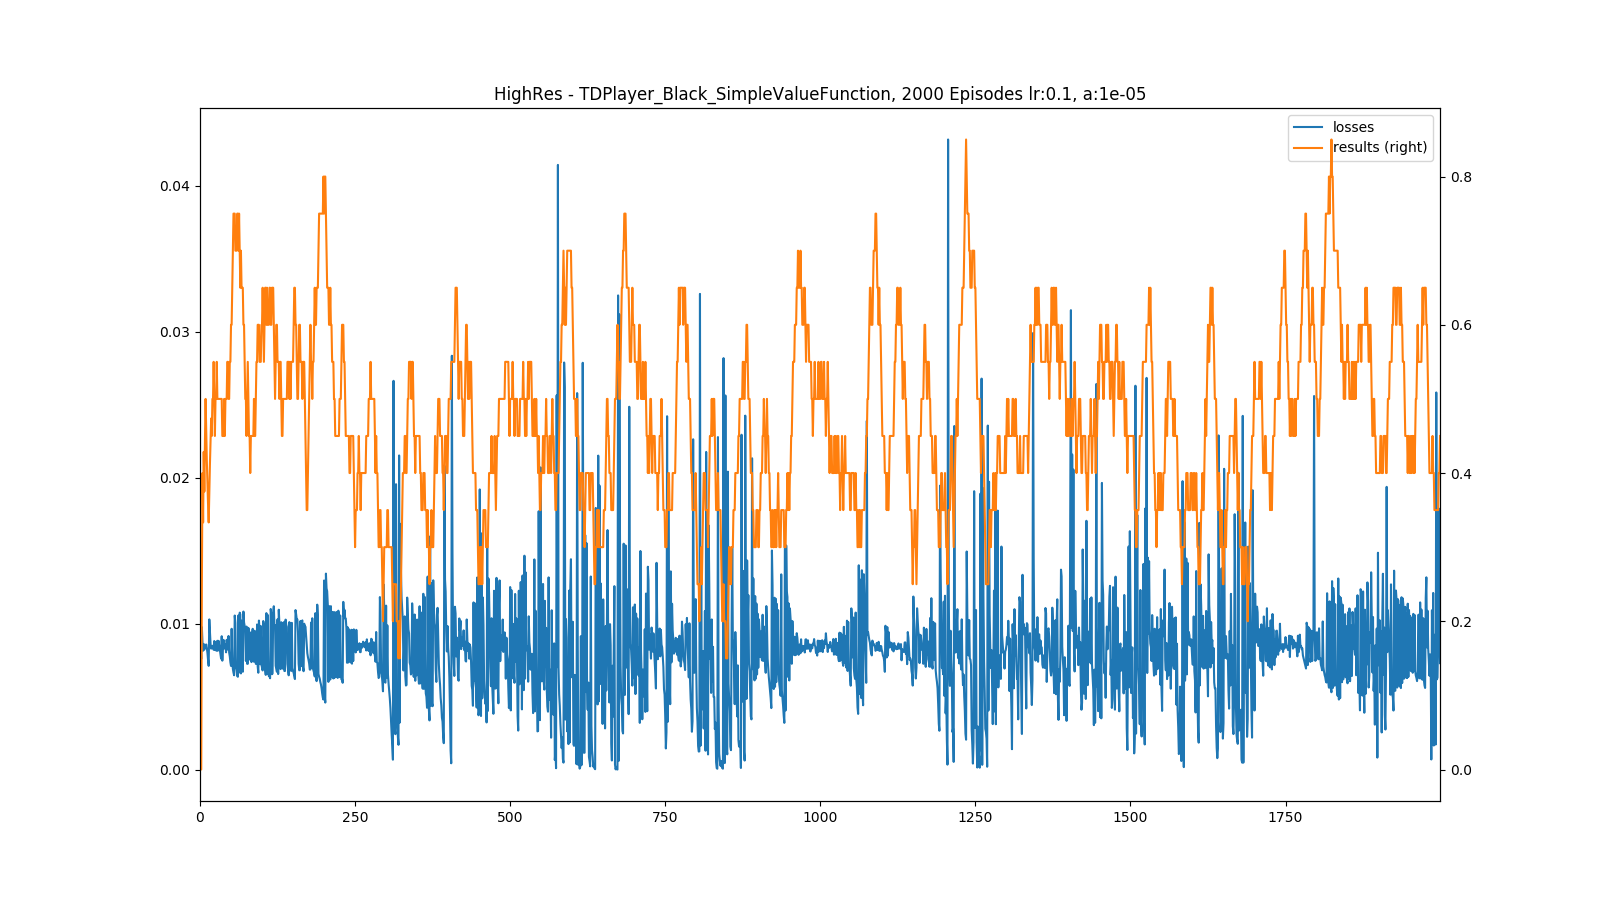 HighRes - TDPlayer_Black_SimpleValueFunction, 2000 Episodes lr:0.1, a:1e-05
losses
results (right)
0.04
0.03
0.02
0.01
0.00
0.8
0.6
0.4
0.2
0.0
0 250 500 750 1000 1250 1500 1750